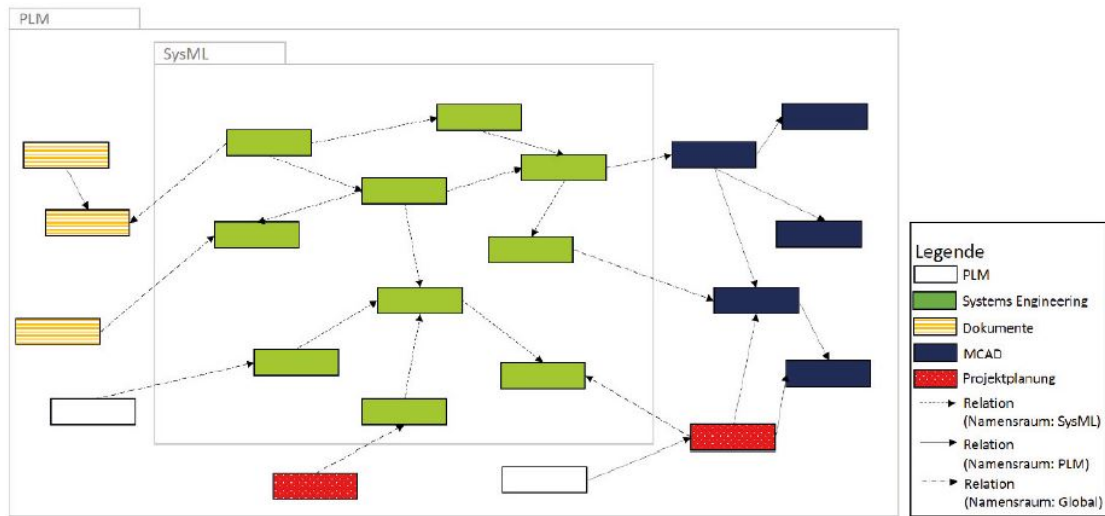 PLM
SysML
Legende
PLM
Systems Engineering
Dokumente
MCAD
Projektplanung
Relation
(Namensraum: SysML)
Relation
(Namensraum: PLM)
Relation
(Namensraum: Global)